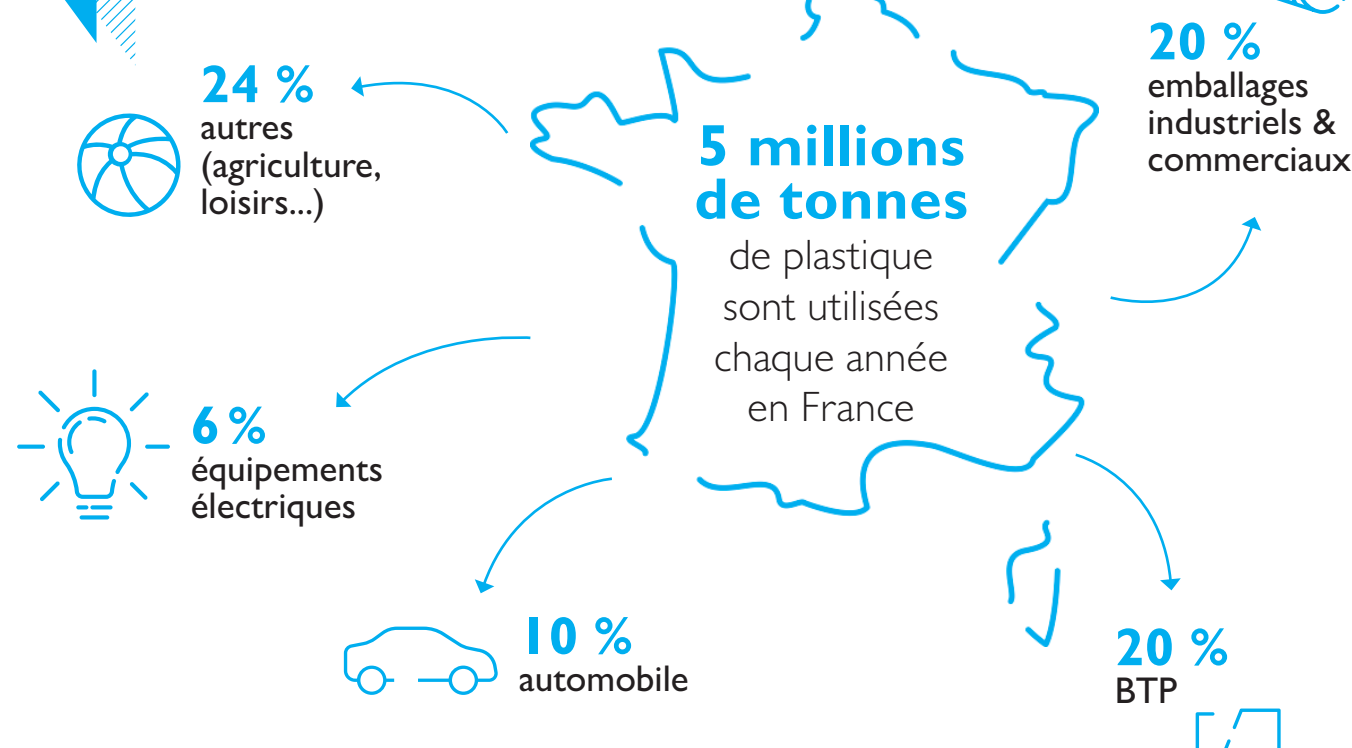 24 %
autres
(agriculture,
loisirs...)
20 %
emballages
industriels &
commerciaux
5 millions
de tonnes
de plastique
sont utilisées
chaque année
en France
6 %
équipements
électriques
10 %
automobile
20 %
BTP